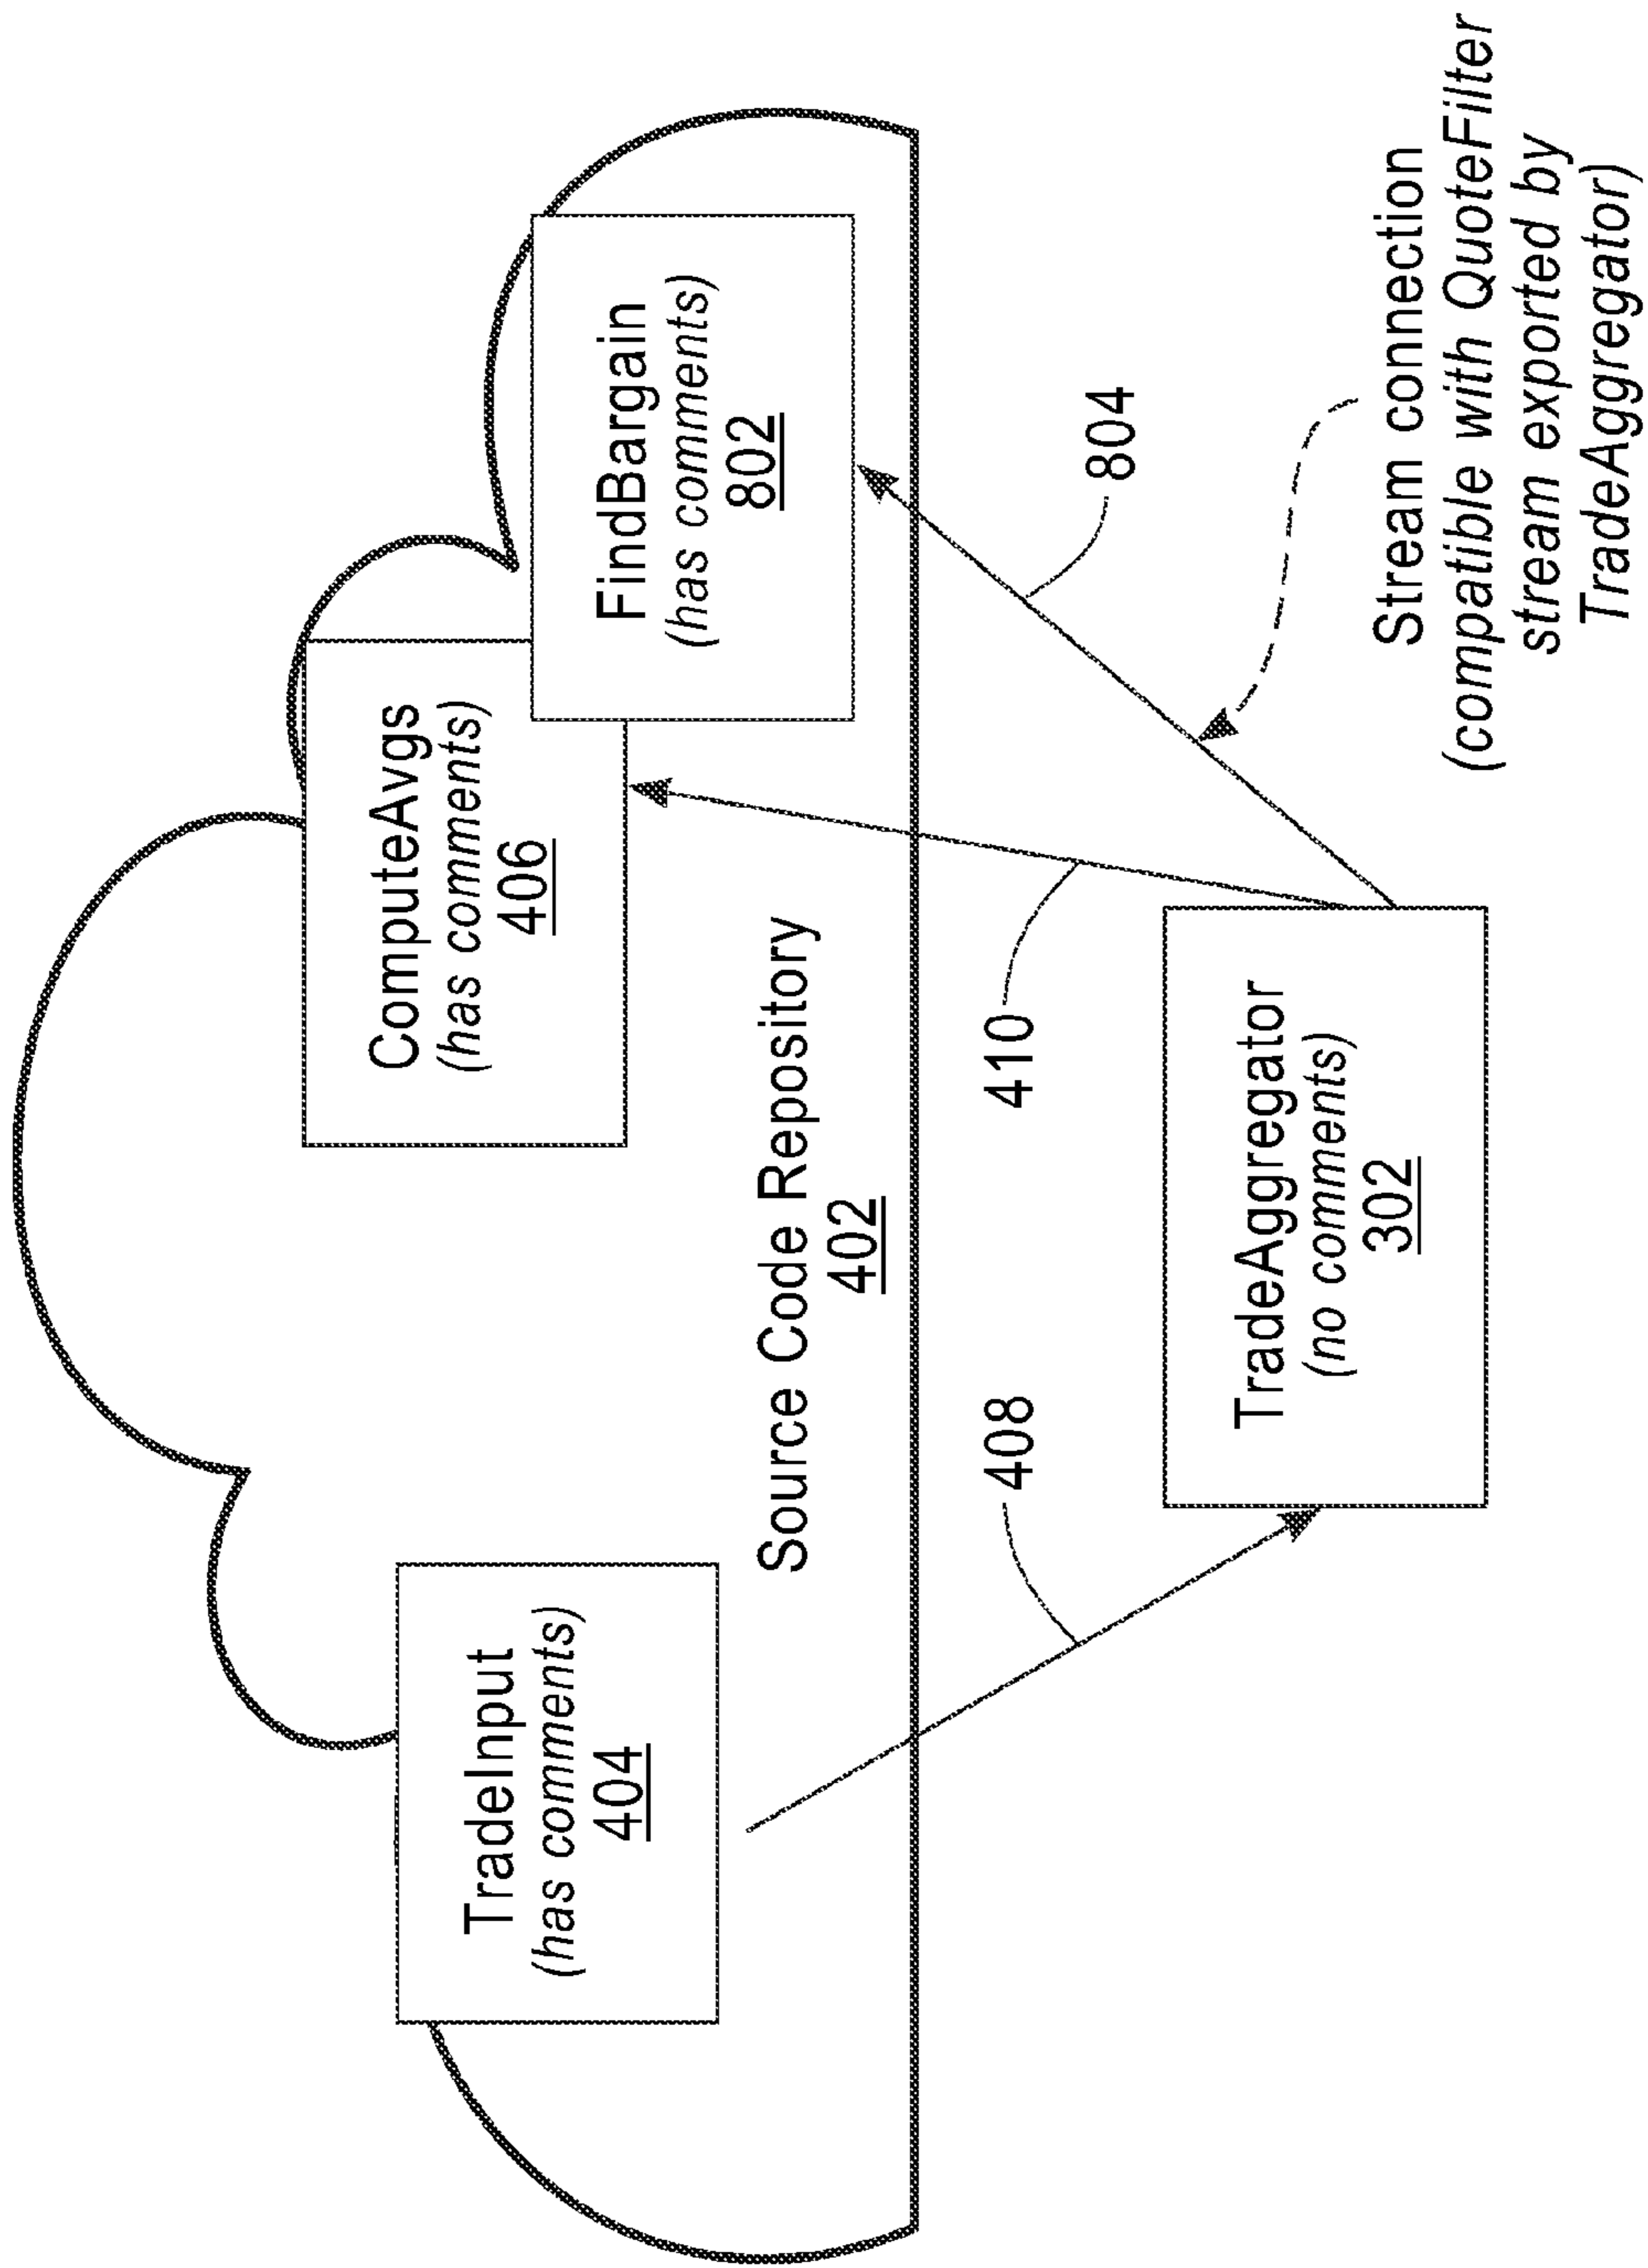 TradeInput
(has comments)
404
ComputeAvgs
(has comments)
406
FindBargain
(has comments)
802
Source Code Repository
402
408
410
804
TradeAggregator
(no comments)
302
Stream connection
(compatible with QuoteFilter
stream exported by
TradeAggregator)